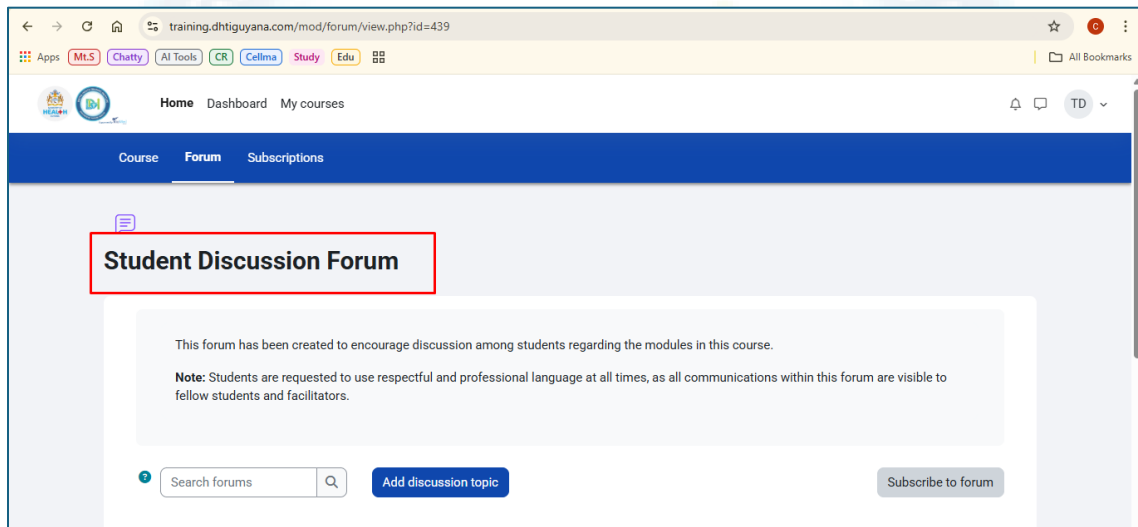 training.dhtiguyana.com/mod/forum/view.php?id=439
C
Apps Mt.S Chatty AI Tools CR Cellma Study Edu All Bookmarks
HEALTH
Home Dashboard My courses TD
Course Forum Subscriptions
Student Discussion Forum
This forum has been created to encourage discussion among students regarding the modules in this course.
Note: Students are requested to use respectful and professional language at all times, as all communications within this forum are visible to
fellow students and facilitators.
? Search forums Add discussion topic Subscribe to forum